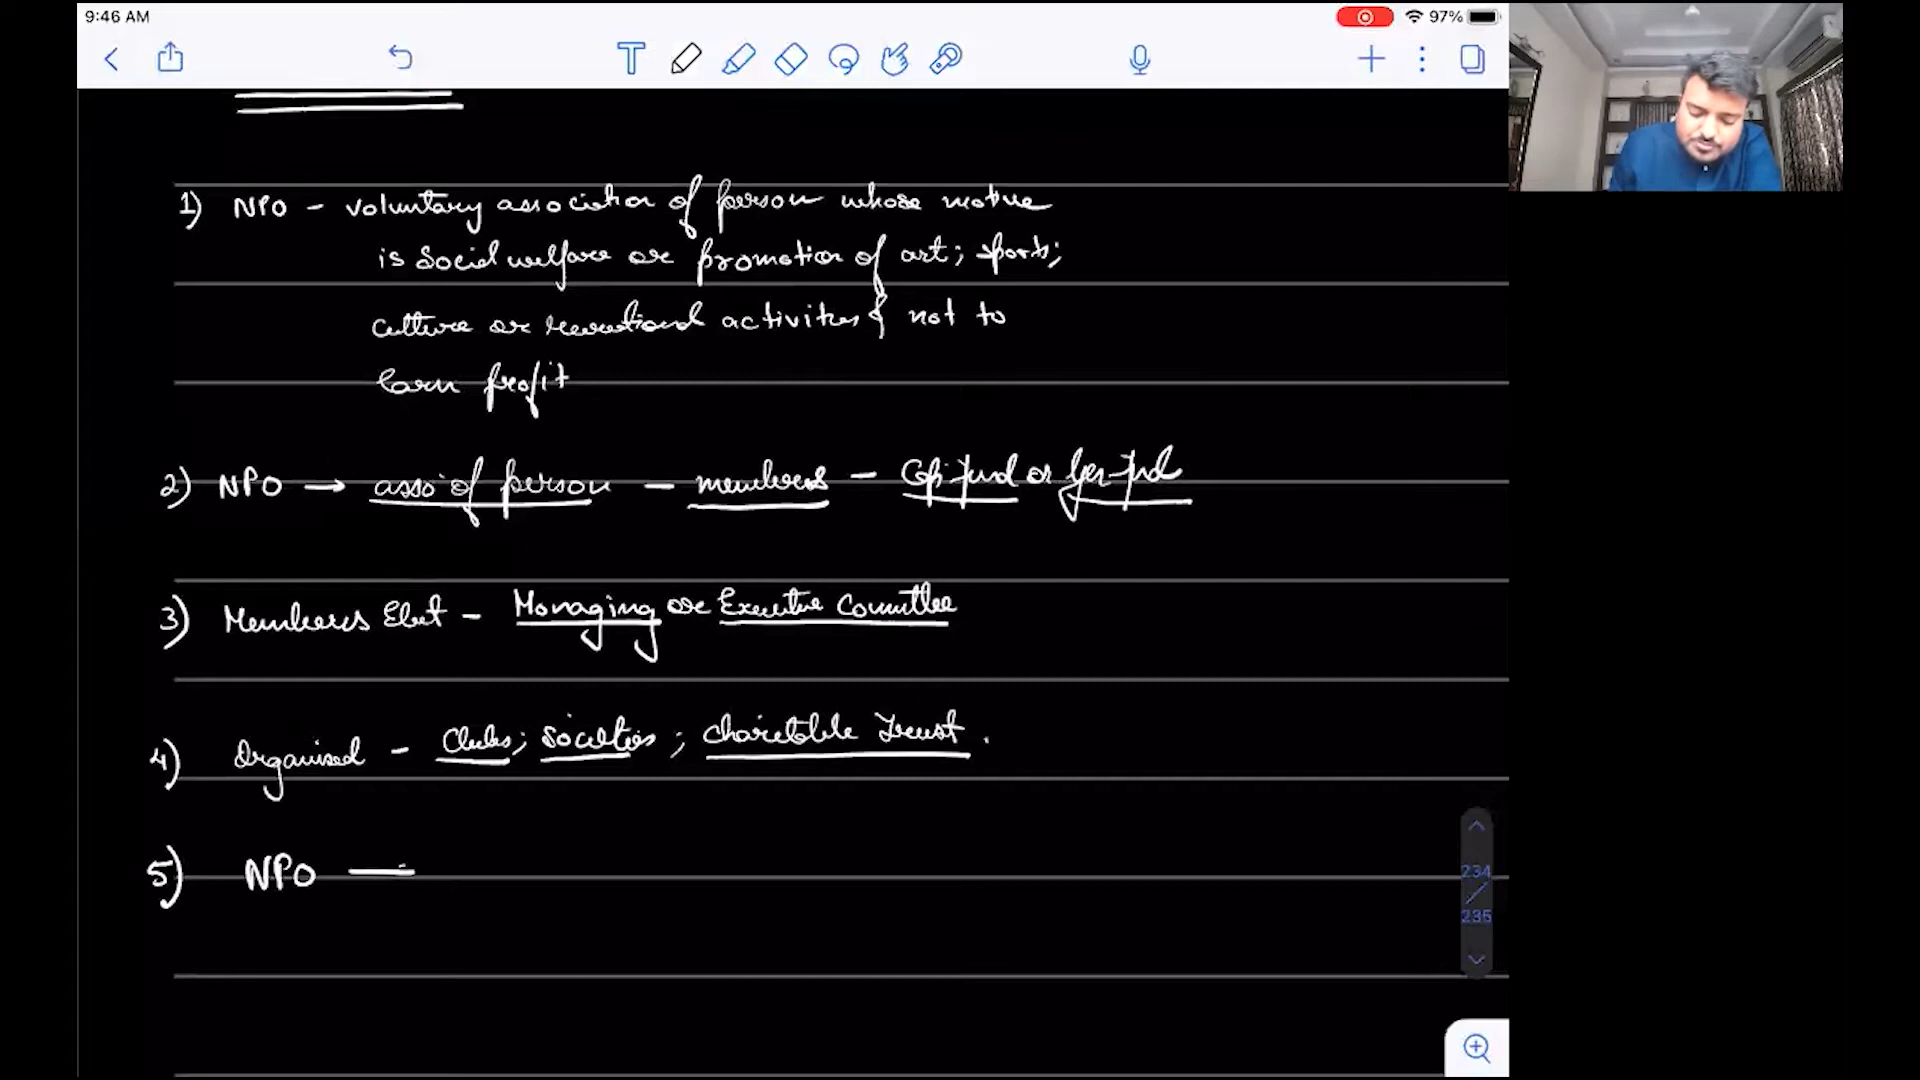 9:46 AM
97%
1) NPO - voluntary association of person whose motive
is Social welfare or promotion of art; sports;
culture or recreational activities & not to
earn profit
2) NPO → asso' of person - members - Cap fund or Gen fnd
3) Members Elect - Managing or Executive Committee
4) Organised - Clubs; Societies; Charitable Trust.
5) NPO —
234
/
235